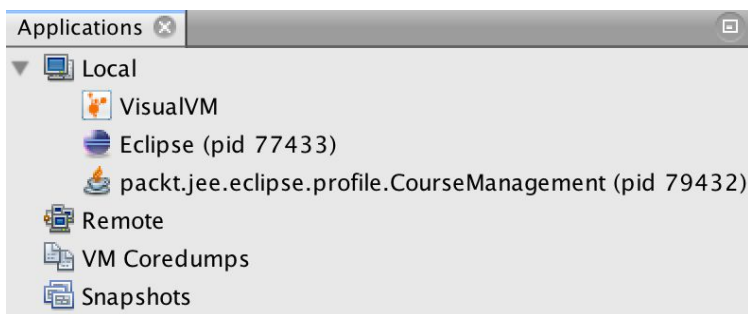 Applications
Local
VisualVM
Eclipse (pid 77433)
packt.jee.eclipse.profile.CourseManagement (pid 79432)
Remote
VM Coredumps
Snapshots